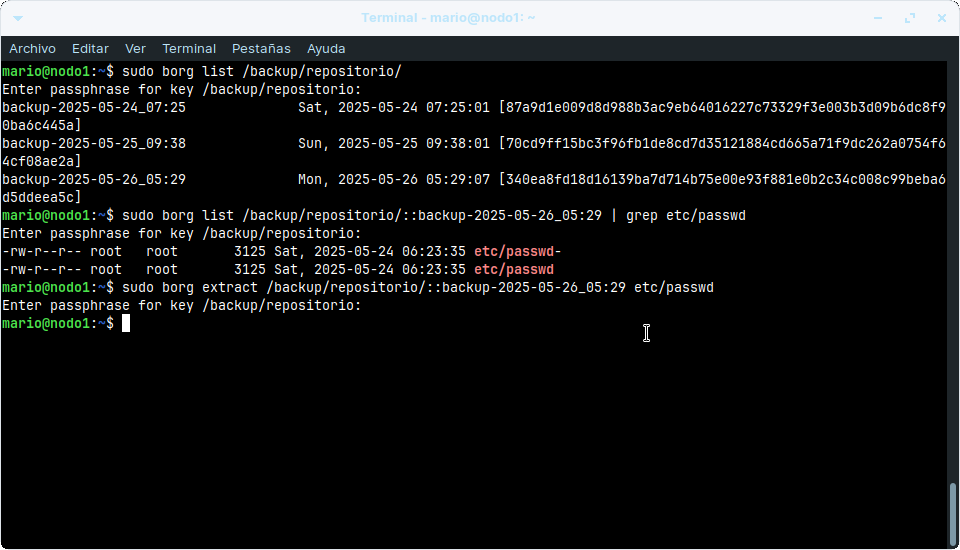 Terminal - mario@nodo1: ~
Archivo Editar Ver Terminal Pestañas Ayuda
mario@nodo1:~$ sudo borg list /backup/repositorio/
Enter passphrase for key /backup/repositorio:
backup-2025-05-24_07:25              Sat, 2025-05-24 07:25:01 [87a9d1e009d8d988b3ac9eb64016227c73329f3e003b3d09b6dc8f9
0ba6c445a]
backup-2025-05-25_09:38              Sun, 2025-05-25 09:38:01 [70cd9ff15bc3f96fb1de8cd7d35121884cd665a71f9dc262a0754f6
4cf08ae2a]
backup-2025-05-26_05:29              Mon, 2025-05-26 05:29:07 [340ea8fd18d16139ba7d714b75e00e93f881e0b2c34c008c99beba6
d5ddeea5c]
mario@nodo1:~$ sudo borg list /backup/repositorio/::backup-2025-05-26_05:29 | grep etc/passwd
Enter passphrase for key /backup/repositorio:
-rw-r--r-- root   root       3125 Sat, 2025-05-24 06:23:35 etc/passwd-
-rw-r--r-- root   root       3125 Sat, 2025-05-24 06:23:35 etc/passwd
mario@nodo1:~$ sudo borg extract /backup/repositorio/::backup-2025-05-26_05:29 etc/passwd
Enter passphrase for key /backup/repositorio:
mario@nodo1:~$